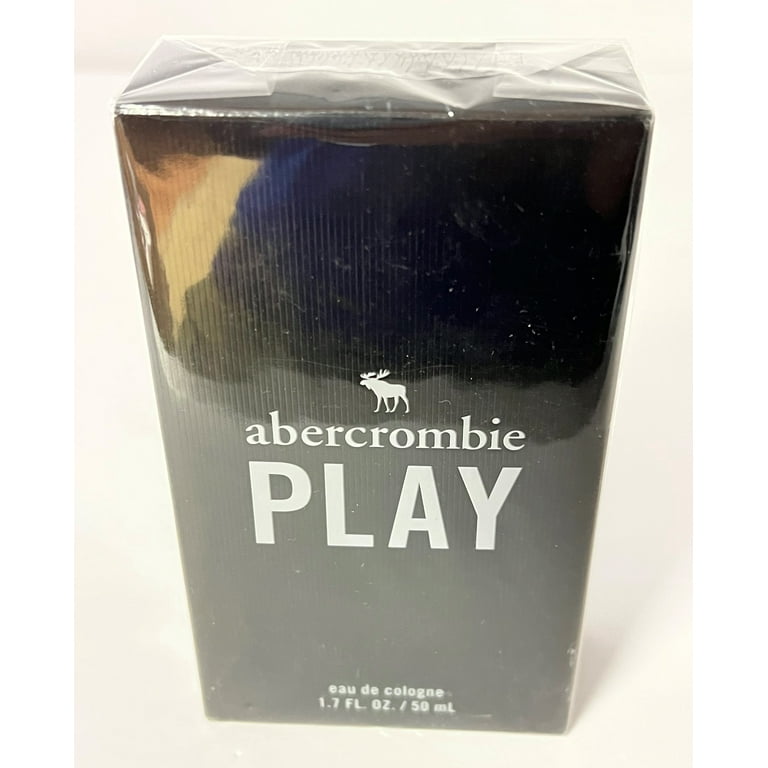 abercrombie
PLAY
eau de cologne
1.7 FL. OZ. / 50 mL